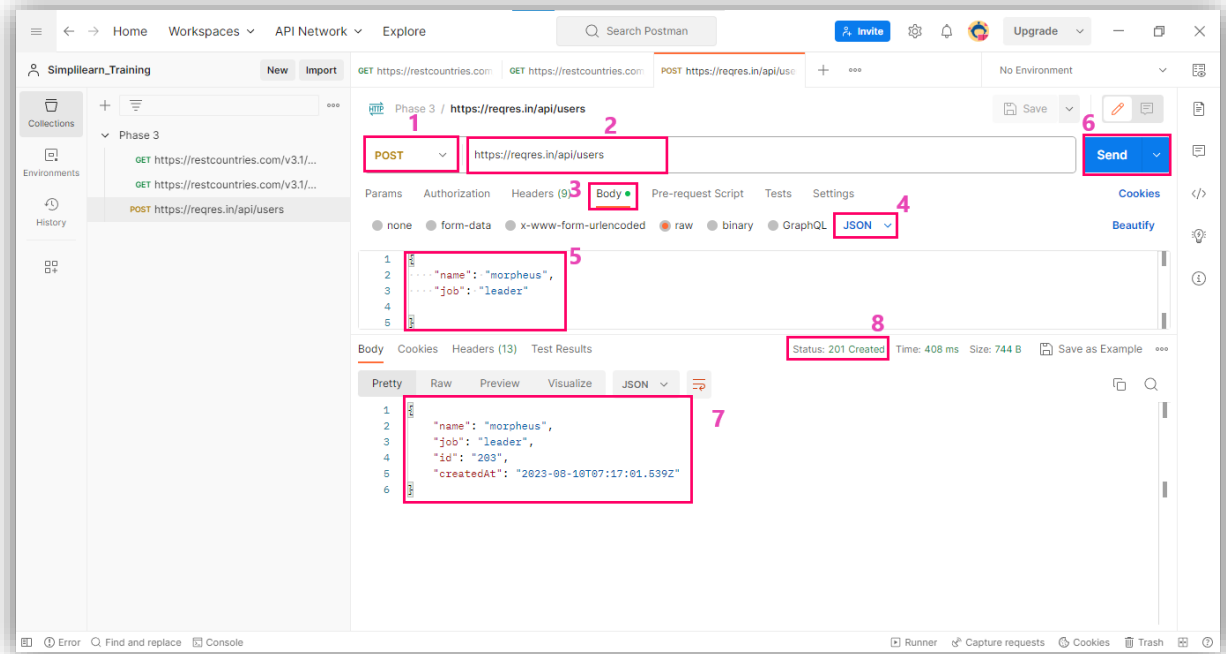 Home Workspaces API Network Explore Search Postman Invite Upgrade
Simplilearn_Training New Import GET https://restcountries.com GET https://restcountries.com POST https://reqres.in/api/use No Environment
Collections
Environments
History
Phase 3
GET https://restcountries.com/v3.1/...
GET https://restcountries.com/v3.1/...
POST https://reqres.in/api/users
HTTP Phase 3 / https://reqres.in/api/users Save
1 2 6
POST https://reqres.in/api/users Send
Params Authorization Headers (9) 3 Body Pre-request Script Tests Settings Cookies
4
none form-data x-www-form-urlencoded raw binary GraphQL JSON Beautify
1 { 5
2 "name": "morpheus",
3 "job": "leader"
4
5 }
8
Body Cookies Headers (13) Test Results Status: 201 Created Time: 408 ms Size: 744 B Save as Example
Pretty Raw Preview Visualize JSON
1 {
2 "name": "morpheus", 7
3 "job": "leader",
4 "id": "203",
5 "createdAt": "2023-08-10T07:17:01.539Z"
6 }
Error Find and replace Console Runner Capture requests Cookies Trash